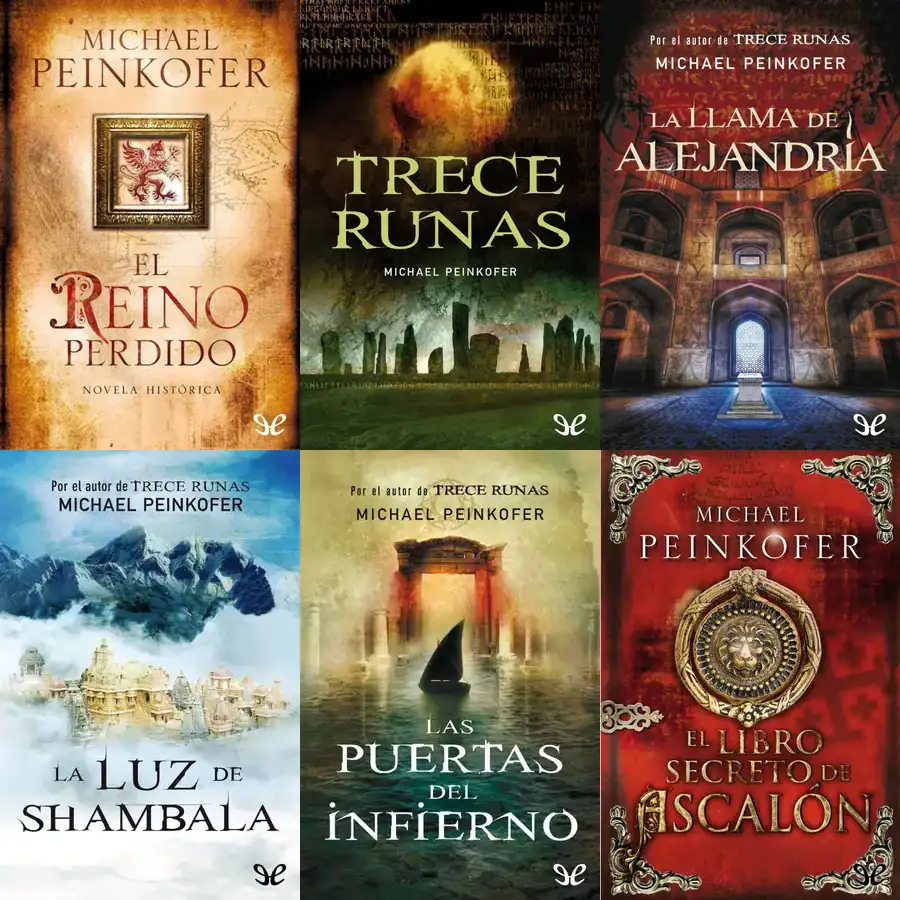 MICHAEL
PEINKOFER
EL
REINO
PERDIDO
NOVELA HISTÓRICA
TRECE
RUNAS
MICHAEL PEINKOFER
Por el autor de TRECE RUNAS
MICHAEL PEINKOFER
LA LLAMA DE
ALEJANDRÍA
Por el autor de TRECE RUNAS
MICHAEL PEINKOFER
LA LUZ DE
SHAMBALA
Por el autor de TRECE RUNAS
MICHAEL PEINKOFER
LAS
PUERTAS
DEL
INFIERNO
MICHAEL
PEINKOFER
EL LIBRO
SECRETO DE
ASCALÓN